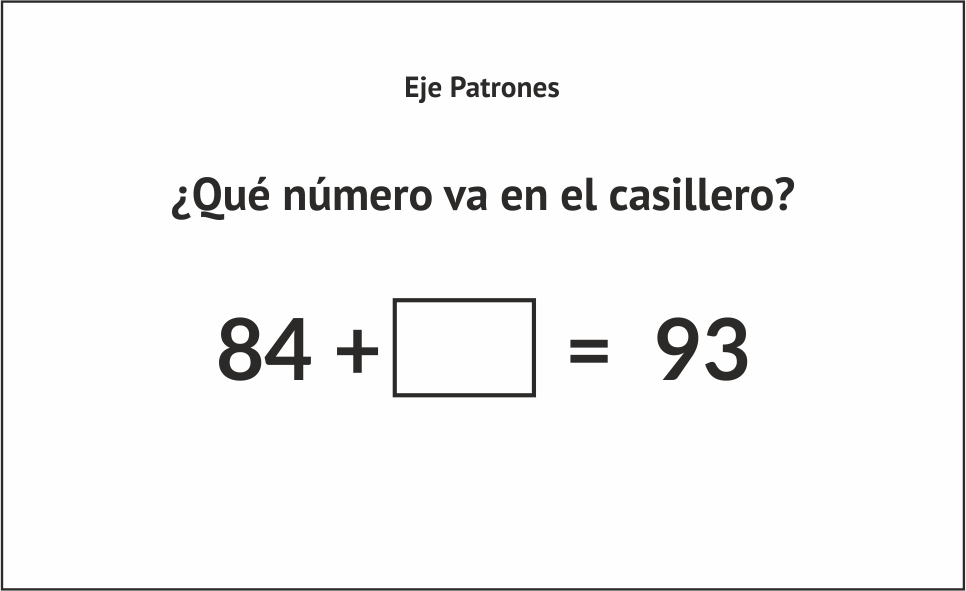 Eje Patrones
¿Qué número va en el casillero?
84 + = 93